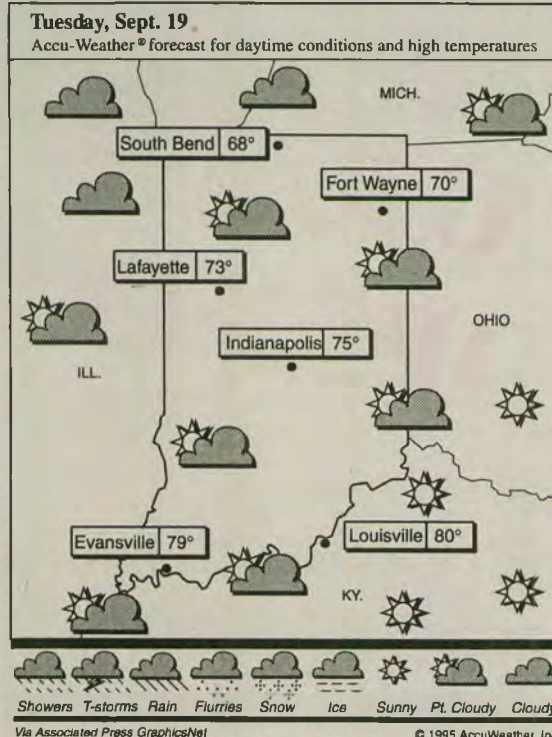 Tuesday, Sept. 19
Accu-Weather® forecast for daytime conditions and high temperatures
MICH.
South Bend 68°
Fort Wayne 70°
Lafayette 73°
OHIO
Indianapolis 75°
ILL.
Evansville 79°
Louisville 80°
KY.
Showers T-storms Rain Flurries Snow Ice Sunny Pt. Cloudy Cloudy
Via Associated Press GraphicsNet
© 1995 AccuWeather, Inc